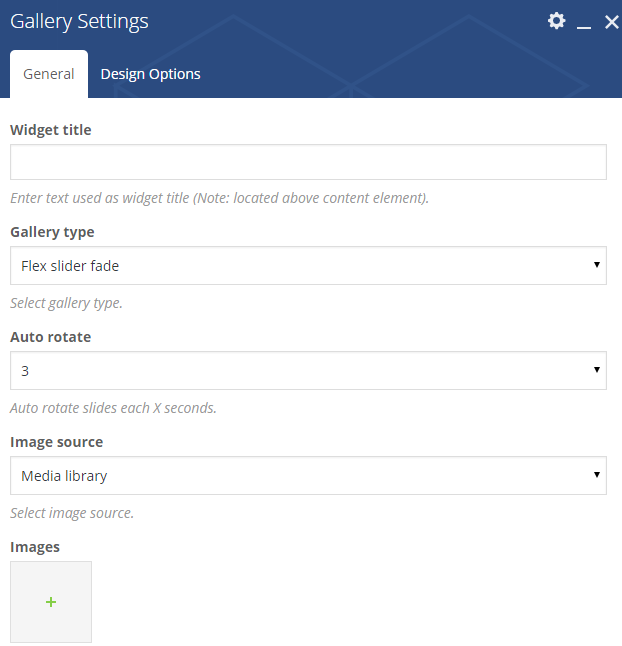 Gallery Settings
General
Design Options
Widget title
Enter text used as widget title (Note: located above content element).
Gallery type
Flex slider fade
Select gallery type.
Auto rotate
3
Auto rotate slides each X seconds.
Image source
Media library
Select image source.
Images
+